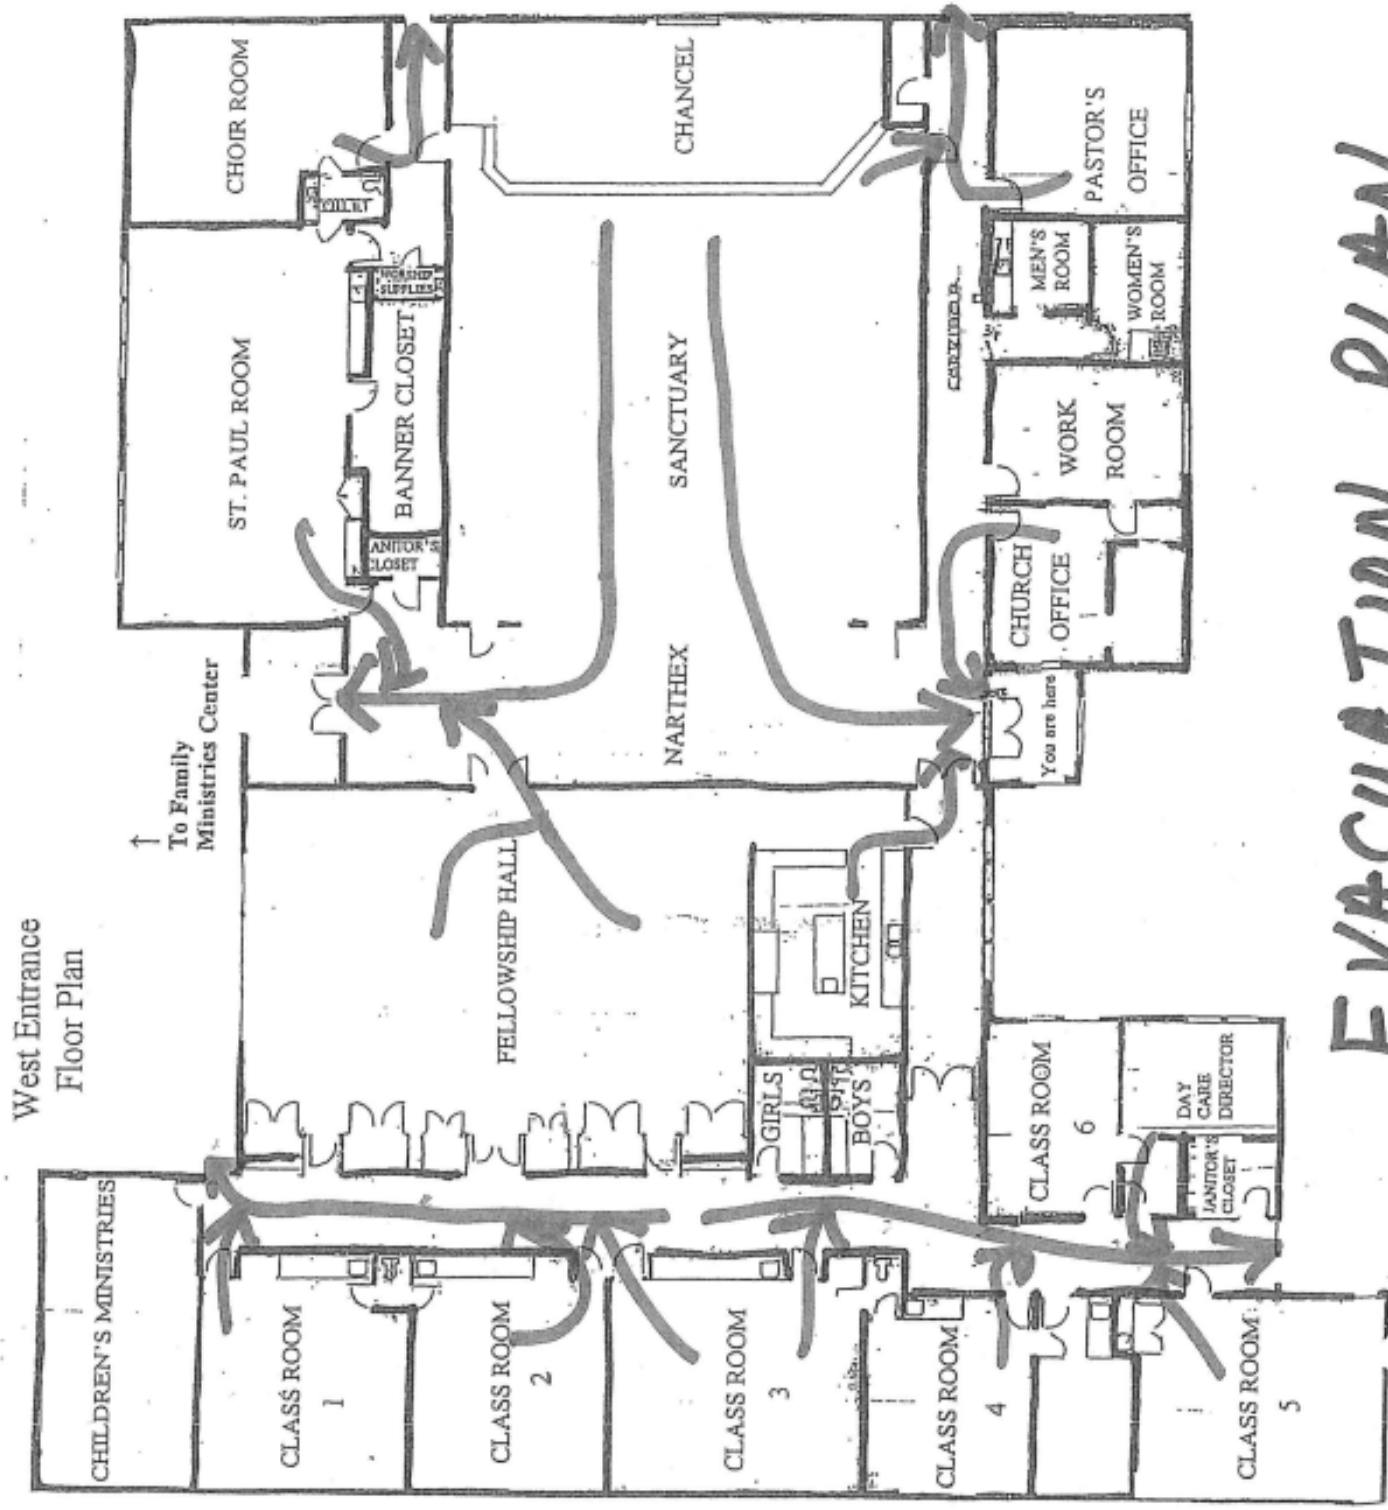 West Entrance
Floor Plan
↑
To Family
Ministries Center
CHOIR ROOM
TOILET
CHANCEL
PASTOR'S
OFFICE
ST. PAUL ROOM
WORSHIP
SUPPLIES
BANNER CLOSET
JANITOR'S
CLOSET
SANCTUARY
CORRIDOR
MEN'S
ROOM
WOMEN'S
ROOM
WORK
ROOM
CHURCH
OFFICE
You are here
NARTHEX
FELLOWSHIP HALL
KITCHEN
GIRLS
BOYS
CLASS ROOM
6
DAY
CARE
DIRECTOR
JANITOR'S
CLOSET
CHILDREN'S MINISTRIES
CLASS ROOM
1
CLASS ROOM
2
CLASS ROOM
3
CLASS ROOM
4
CLASS ROOM
5
EVACUATION PLAN